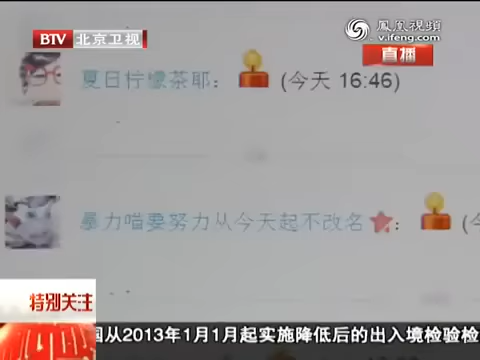 BTV 北京卫视
鳳凰视频
v.ifeng.com
直播
夏日柠檬茶耶： (今天 16:46)
暴力喵要努力从今天起不改名 ： (今
特别关注
国从2013年1月1月起实施降低后的出入境检验检